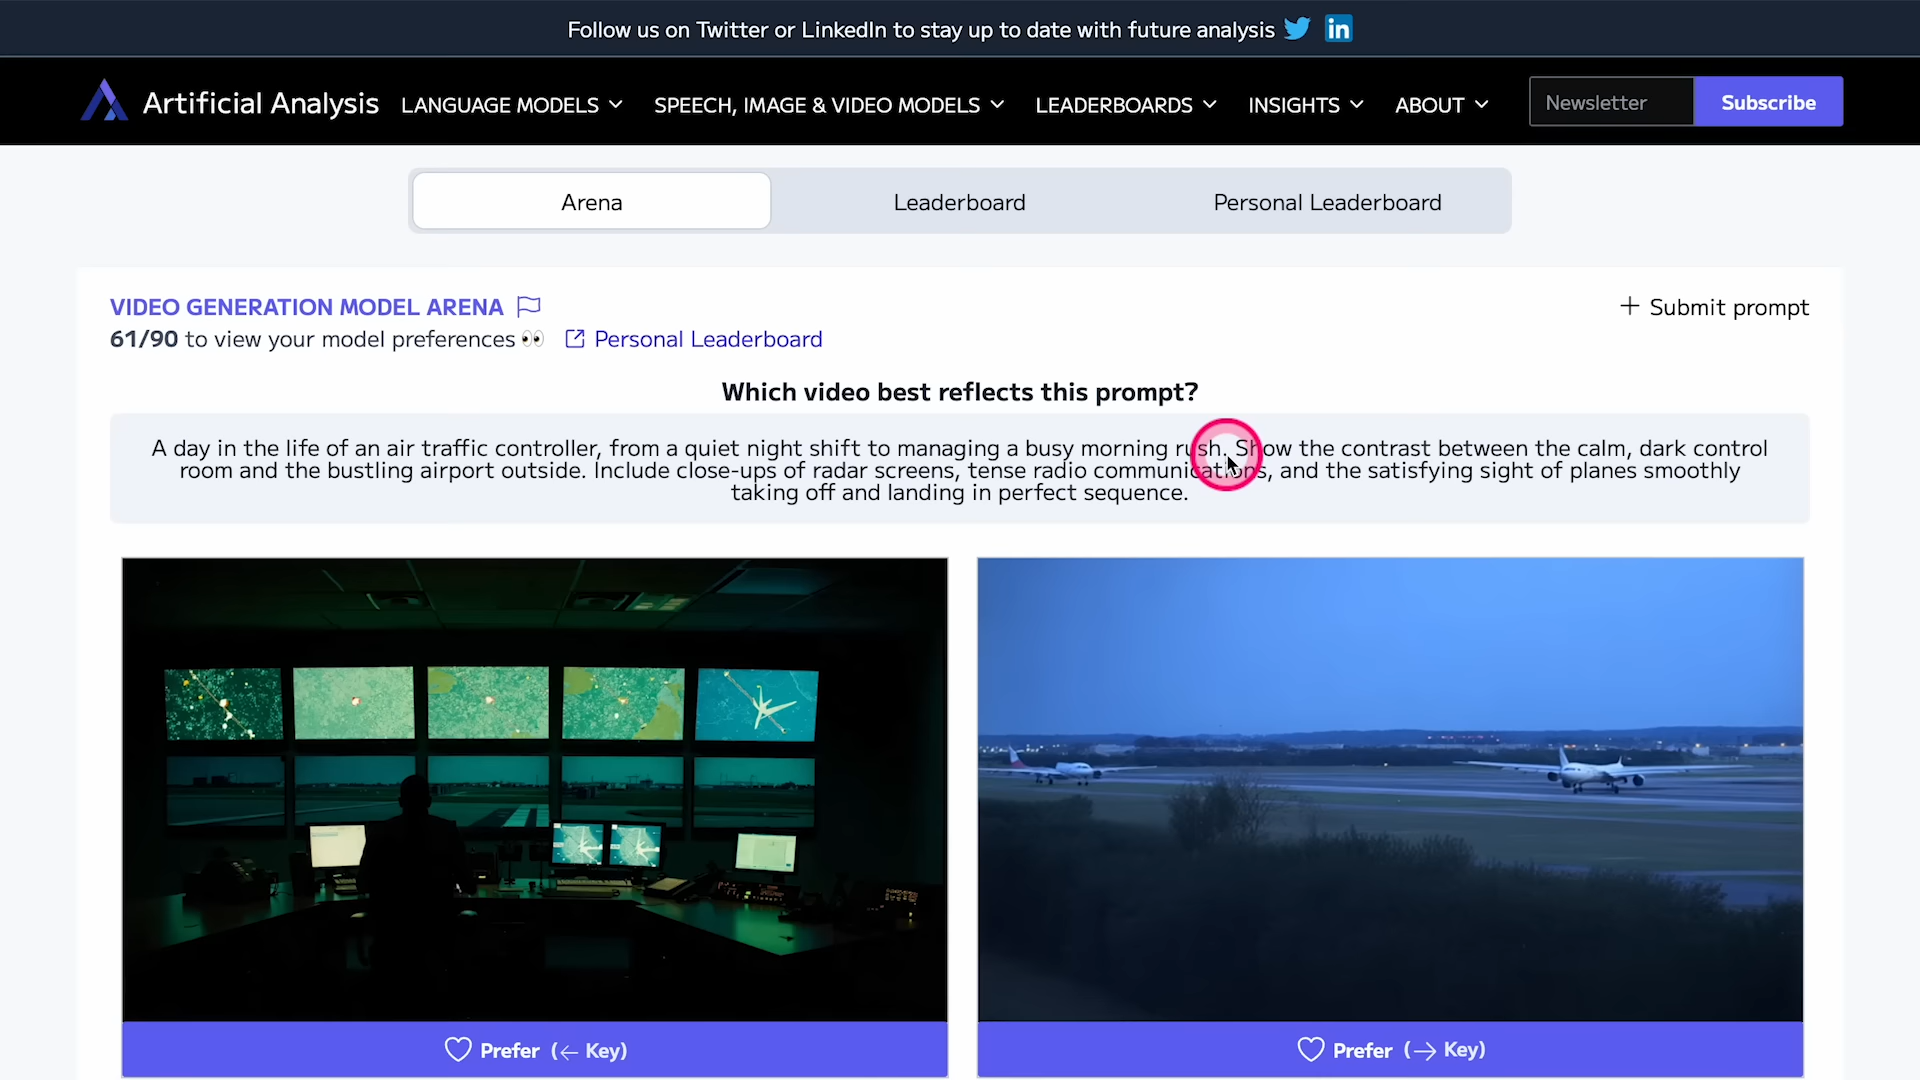 Follow us on Twitter or LinkedIn to stay up to date with future analysis
Artificial Analysis LANGUAGE MODELS SPEECH, IMAGE & VIDEO MODELS LEADERBOARDS INSIGHTS ABOUT Newsletter Subscribe
Arena Leaderboard Personal Leaderboard
VIDEO GENERATION MODEL ARENA
+ Submit prompt
61/90 to view your model preferences 👀 Personal Leaderboard
Which video best reflects this prompt?
A day in the life of an air traffic controller, from a quiet night shift to managing a busy morning rush. Show the contrast between the calm, dark control
room and the bustling airport outside. Include close-ups of radar screens, tense radio communications, and the satisfying sight of planes smoothly
taking off and landing in perfect sequence.
Prefer (← Key)
Prefer (→ Key)